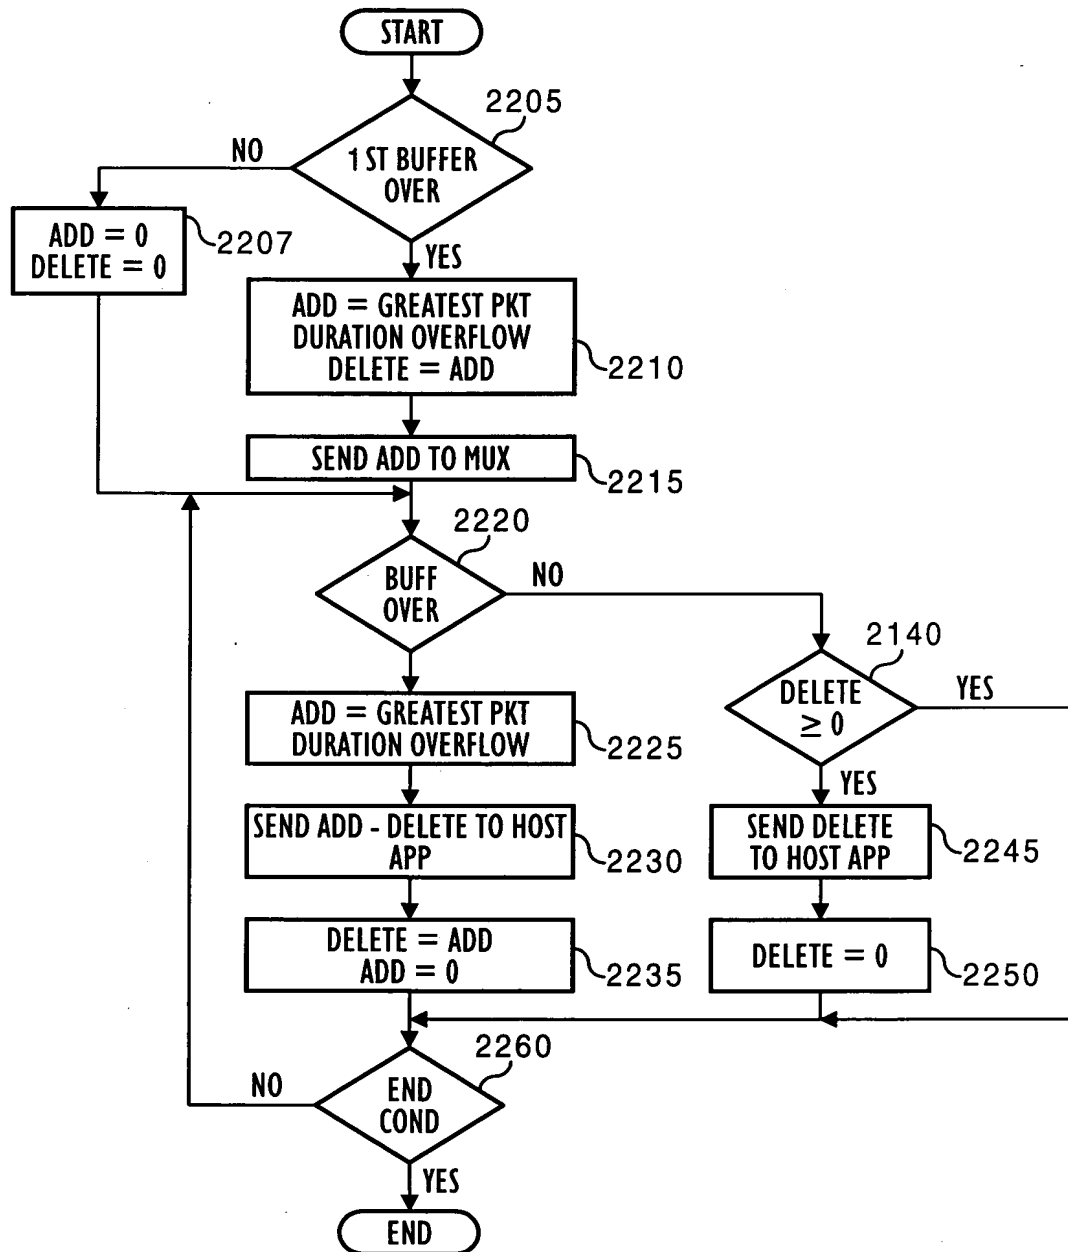 START
2205
1 ST BUFFER
OVER
NO
YES
ADD = 0
DELETE = 0
2207
ADD = GREATEST PKT
DURATION OVERFLOW
DELETE = ADD
2210
SEND ADD TO MUX
2215
2220
BUFF
OVER
NO
2140
DELETE
≥ 0
YES
YES
ADD = GREATEST PKT
DURATION OVERFLOW
2225
SEND ADD - DELETE TO HOST
APP
2230
SEND DELETE
TO HOST APP
2245
DELETE = ADD
ADD = 0
2235
DELETE = 0
2250
2260
END
COND
NO
YES
END